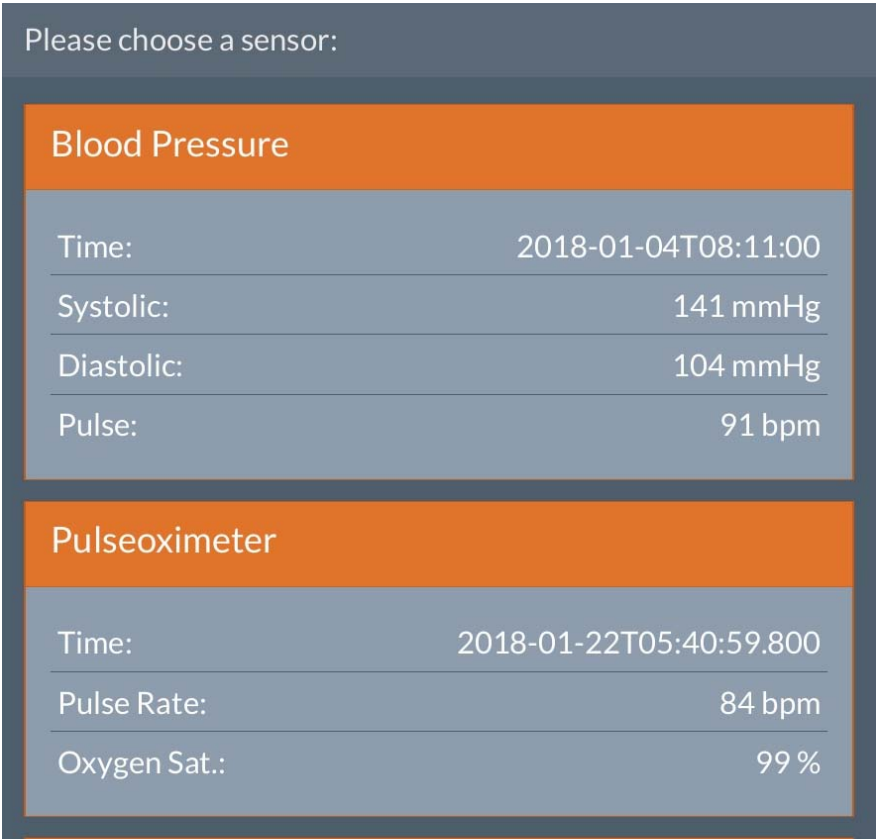 Please choose a sensor:
Blood Pressure
Time: 2018-01-04T08:11:00
Systolic: 141 mmHg
Diastolic: 104 mmHg
Pulse: 91 bpm
Pulseoximeter
Time: 2018-01-22T05:40:59.800
Pulse Rate: 84 bpm
Oxygen Sat.: 99 %